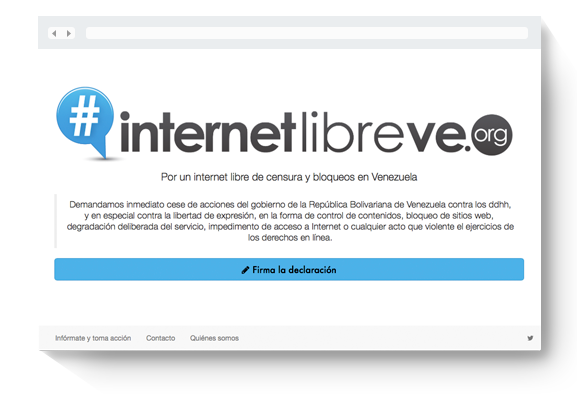 #internetlibreve.org
Por un internet libre de censura y bloqueos en Venezuela
Demandamos inmediato cese de acciones del gobierno de la República Bolivariana de Venezuela contra los ddhh,
y en especial contra la libertad de expresión, en la forma de control de contenidos, bloqueo de sitios web,
degradación deliberada del servicio, impedimento de acceso a Internet o cualquier acto que violente el ejercicios de
los derechos en línea.
Firma la declaración
Infórmate y toma acción Contacto Quiénes somos